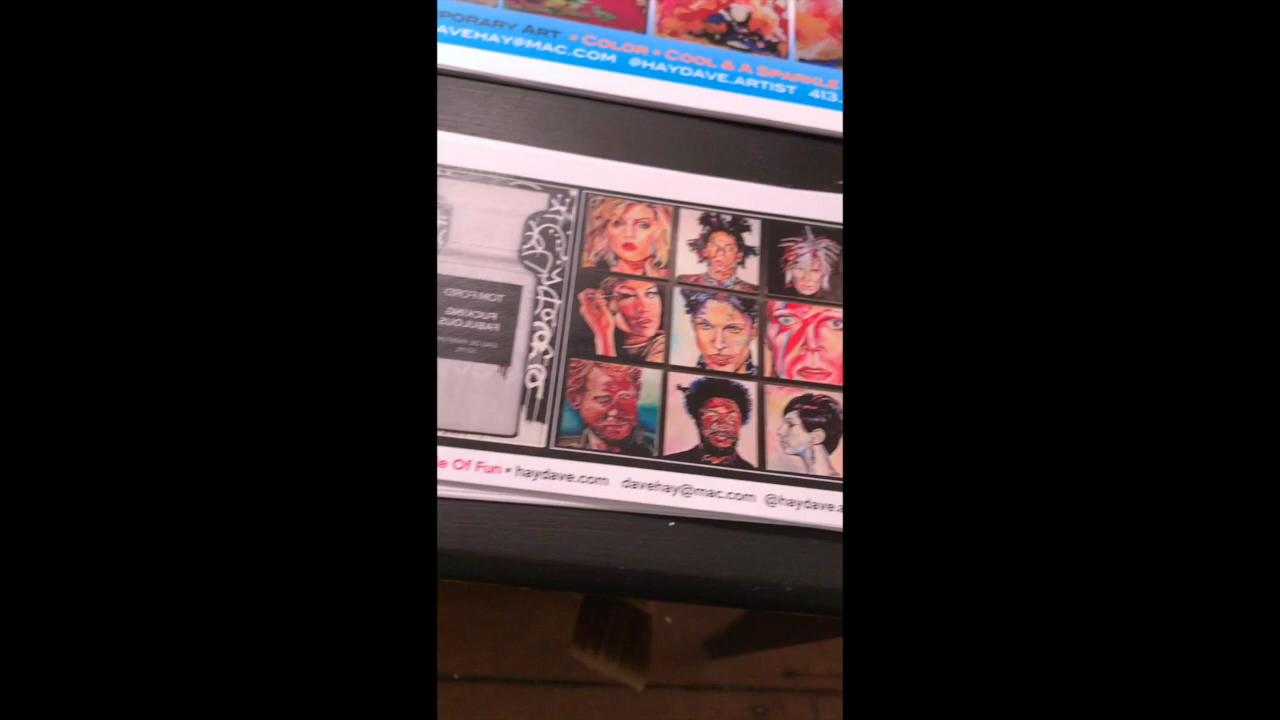 PORARY ART • COLOR • COOL & A SPARKLE
AVEHAY@MAC.COM @HAYDAVE.ARTIST 413.
TOM FORD
FUCKING
FABULOUS
e Of Fun • haydave.com davehay@mac.com @haydave.a